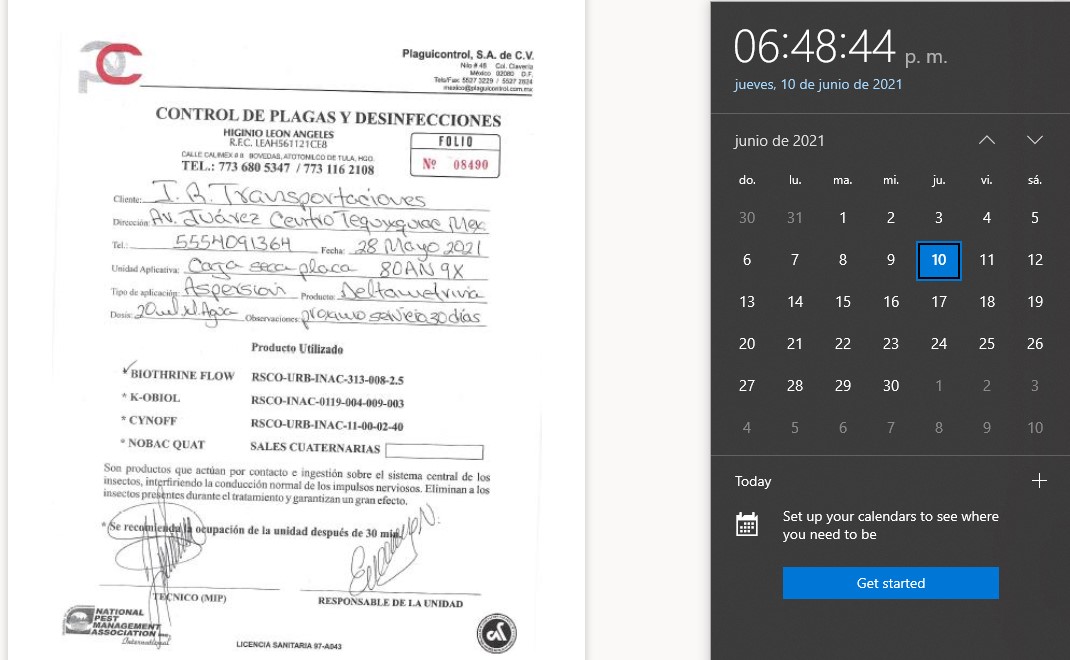 PC
Plaguicontrol, S.A. de C.V.
Nilo # 48 Col. Clavería
México 02080 D.F.
Tels/Fax: 5527 3229 / 5527 2624
mexico@plaguicontrol.com.mx
CONTROL DE PLAGAS Y DESINFECCIONES
HIGINIO LEON ANGELES
R.F.C. LEAH561121CE8
CALLE CALIMEX # 8 BOVEDAS, ATOTONILCO DE TULA, HGO.
TEL.: 773 680 5347 / 773 116 2108
FOLIO
Nº 08490
Cliente: I. R. Transportaciones
Dirección: Av. Juárez Centro Tequixquiac Mex
Tel.: 5554091364 Fecha: 28 Mayo 2021
Unidad Aplicativa: Caja seca placa 80AN9X
Tipo de aplicación: Aspersion Producto: Deltametrivia
Dosis: 20ml xl. Agua Observaciones: proximo servicio 30 días
Producto Utilizado
BIOTHRINE FLOW RSCO-URB-INAC-313-008-2.5
* K-OBIOL RSCO-INAC-0119-004-009-003
* CYNOFF RSCO-URB-INAC-11-00-02-40
* NOBAC QUAT SALES CUATERNARIAS
Son productos que actúan por contacto e ingestión sobre el sistema central de los
insectos, interfiriendo la conducción normal de los impulsos nerviosos. Eliminan a los
insectos presentes durante el tratamiento y garantizan un gran efecto.
* Se recomienda la ocupación de la unidad después de 30 min.
TECNICO (MIP) RESPONSABLE DE LA UNIDAD
NATIONAL
PEST
MANAGEMENT
ASSOCIATION
International
LICENCIA SANITARIA 97-A043
06:48:44 p. m.
jueves, 10 de junio de 2021
junio de 2021
do. lu. ma. mi. ju. vi. sá.
30 31 1 2 3 4 5
6 7 8 9 10 11 12
13 14 15 16 17 18 19
20 21 22 23 24 25 26
27 28 29 30 1 2 3
4 5 6 7 8 9 10
Today
Set up your calendars to see where
you need to be
Get started